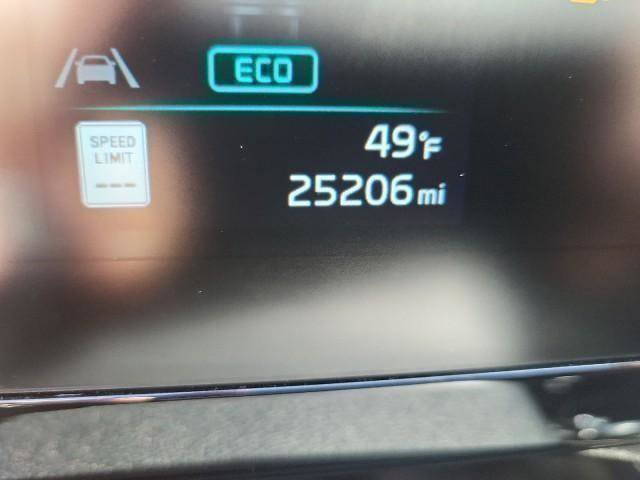 ECO
SPEED
LIMIT
---
49°F
25206 mi